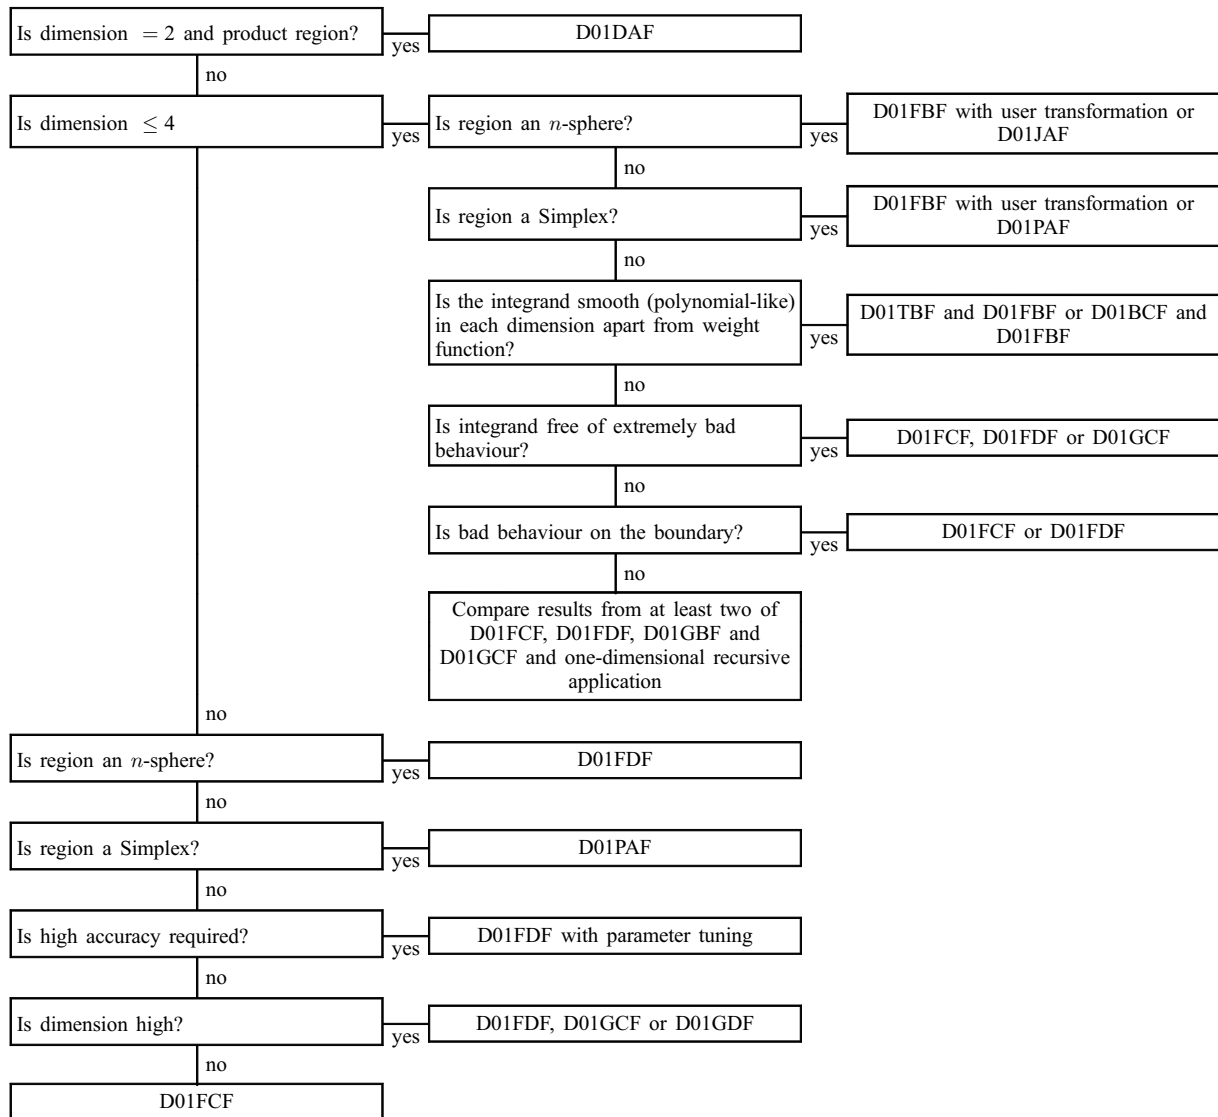 Is dimension = 2 and product region?
yes
D01DAF
no
Is dimension ≤ 4
yes
Is region an n-sphere?
yes
D01FBF with user transformation or
D01JAF
no
Is region a Simplex?
yes
D01FBF with user transformation or
D01PAF
no
Is the integrand smooth (polynomial-like)
in each dimension apart from weight
function?
yes
D01TBF and D01FBF or D01BCF and
D01FBF
no
Is integrand free of extremely bad
behaviour?
yes
D01FCF, D01FDF or D01GCF
no
Is bad behaviour on the boundary?
yes
D01FCF or D01FDF
no
Compare results from at least two of
D01FCF, D01FDF, D01GBF and
D01GCF and one-dimensional recursive
application
no
Is region an n-sphere?
yes
D01FDF
no
Is region a Simplex?
yes
D01PAF
no
Is high accuracy required?
yes
D01FDF with parameter tuning
no
Is dimension high?
yes
D01FDF, D01GCF or D01GDF
no
D01FCF